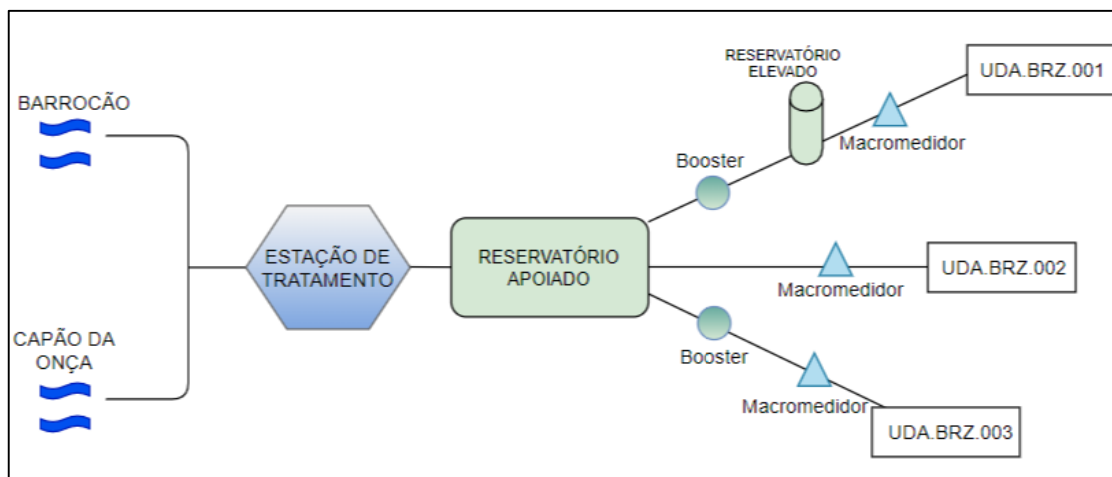 BARROCÃO
CAPÃO DA
ONÇA
ESTAÇÃO DE
TRATAMENTO
RESERVATÓRIO
APOIADO
Booster
RESERVATÓRIO
ELEVADO
Macromedidor
UDA.BRZ.001
Macromedidor
UDA.BRZ.002
Booster
Macromedidor
UDA.BRZ.003